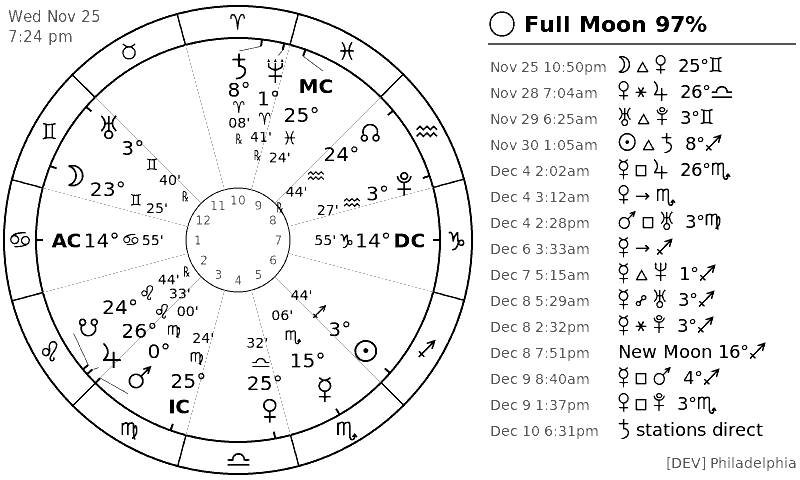 Wed Nov 25
7:24 pm
♈
♉
♓
♄
♆
MC
8°
1°
25°
♈
♈
♓
08'
41'
24'
℞
℞
♅
3°
♊
40'
℞
☊
24°
♒
44'
℞
♊
♒
☽
23°
♊
25'
♇
3°
♒
27'
12 11 10 9 8
♋
AC 14° ♋ 55'
1
7
55' ♑ 14° DC
♑
2 3 4 5 6
44' ℞
♌
24°
☋
33'
♌
26°
♃
00'
♍
0°
♂
24'
♍
25°
IC
32'
♎
25°
♀
06'
♏
15°
☿
44'
♐
3°
☉
♌
♐
♍
♎
♏
○ Full Moon 97%
Nov 25 10:50pm ☽ △ ♀ 25°♊
Nov 28 7:04am ♀ ⚹ ♃ 26°♎
Nov 29 6:25am ♅ △ ♇ 3°♊
Nov 30 1:05am ☉ △ ♄ 8°♐
Dec 4 2:02am ☿ □ ♃ 26°♏
Dec 4 3:12am ♀ → ♏
Dec 4 2:28pm ♂ □ ♅ 3°♍
Dec 6 3:33am ☿ → ♐
Dec 7 5:15am ☿ △ ♆ 1°♐
Dec 8 5:29am ☿ ☍ ♅ 3°♐
Dec 8 2:32pm ☿ ⚹ ♇ 3°♐
Dec 8 7:51pm New Moon 16°♐
Dec 9 8:40am ☿ □ ♂ 4°♐
Dec 9 1:37pm ♀ □ ♇ 3°♏
Dec 10 6:31pm ♄ stations direct
[DEV] Philadelphia